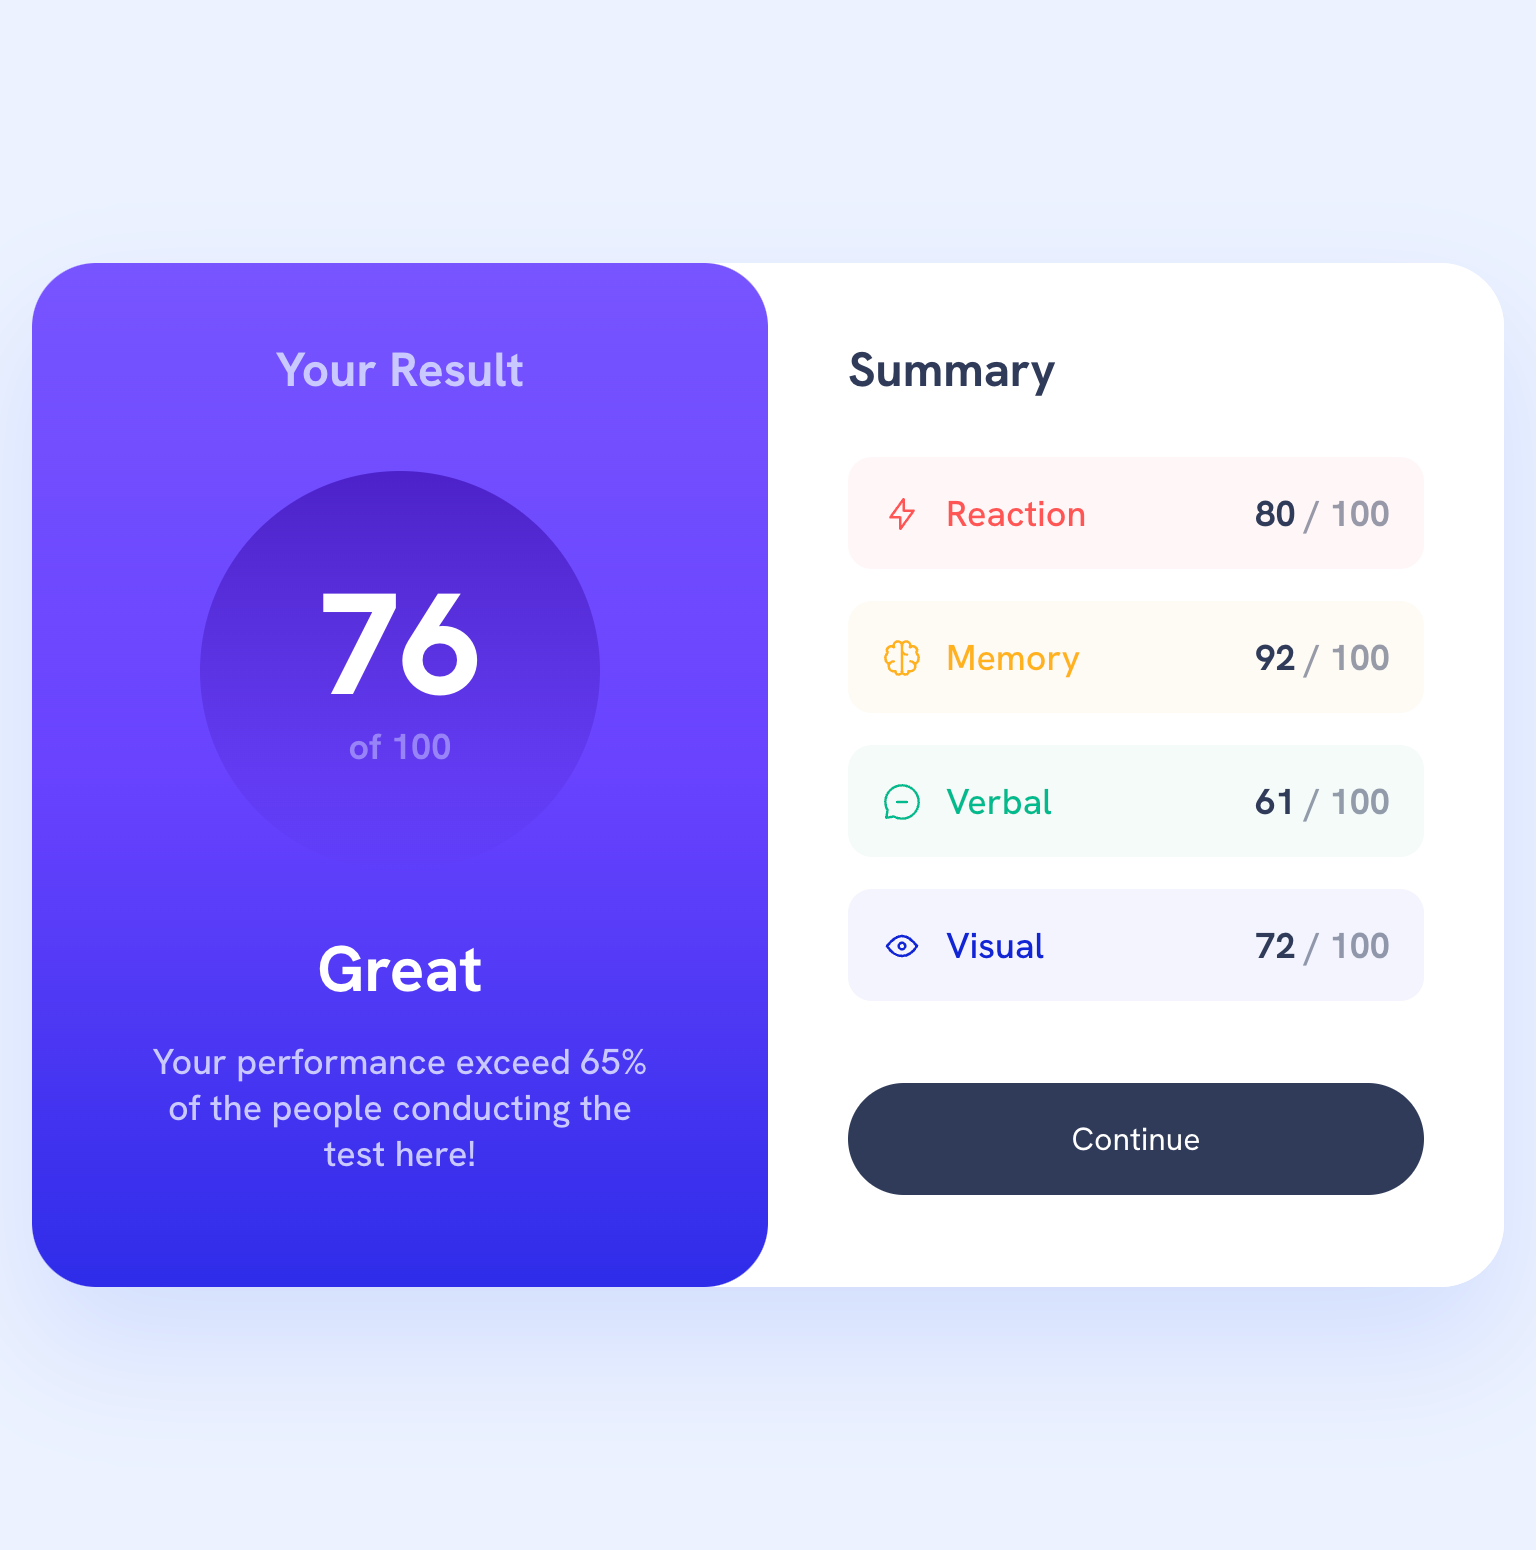 Your Result
76
of 100
Great
Your performance exceed 65%
of the people conducting the
test here!
Summary
Reaction 80 / 100
Memory 92 / 100
Verbal 61 / 100
Visual 72 / 100
Continue